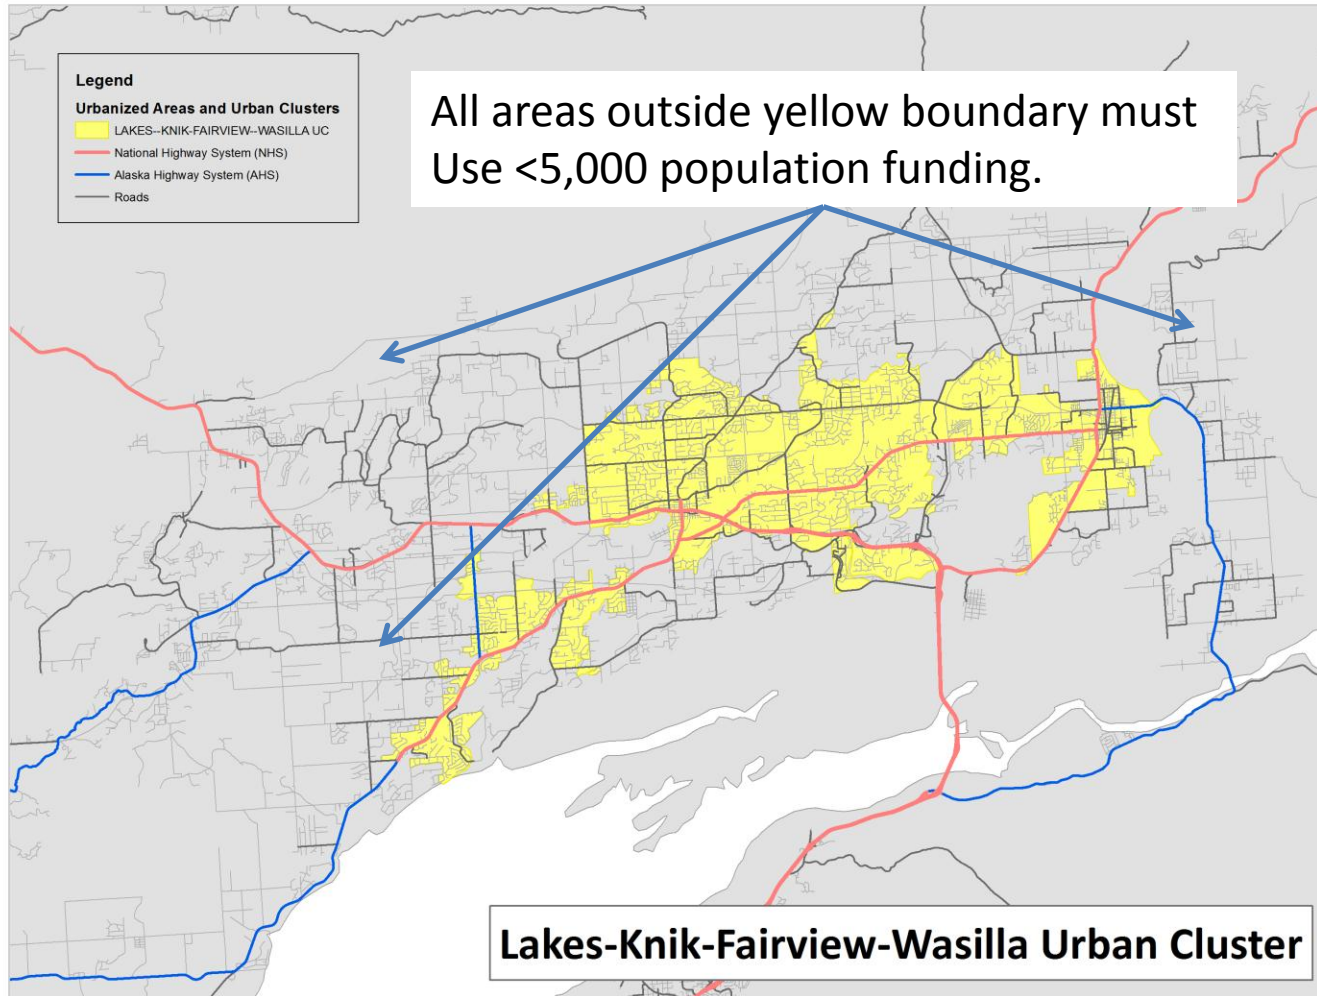 Legend
Urbanized Areas and Urban Clusters
LAKES--KNIK-FAIRVIEW--WASILLA UC
National Highway System (NHS)
Alaska Highway System (AHS)
Roads
All areas outside yellow boundary must
Use <5,000 population funding.
Lakes-Knik-Fairview-Wasilla Urban Cluster